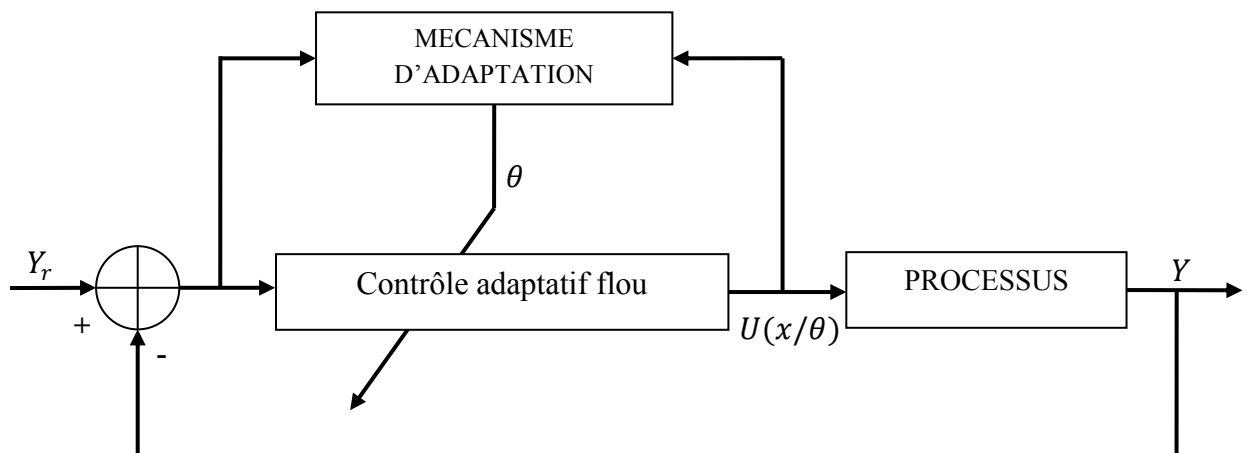 MECANISME
D'ADAPTATION
θ
Y_r
+
-
Contrôle adaptatif flou
U(x/θ)
PROCESSUS
Y